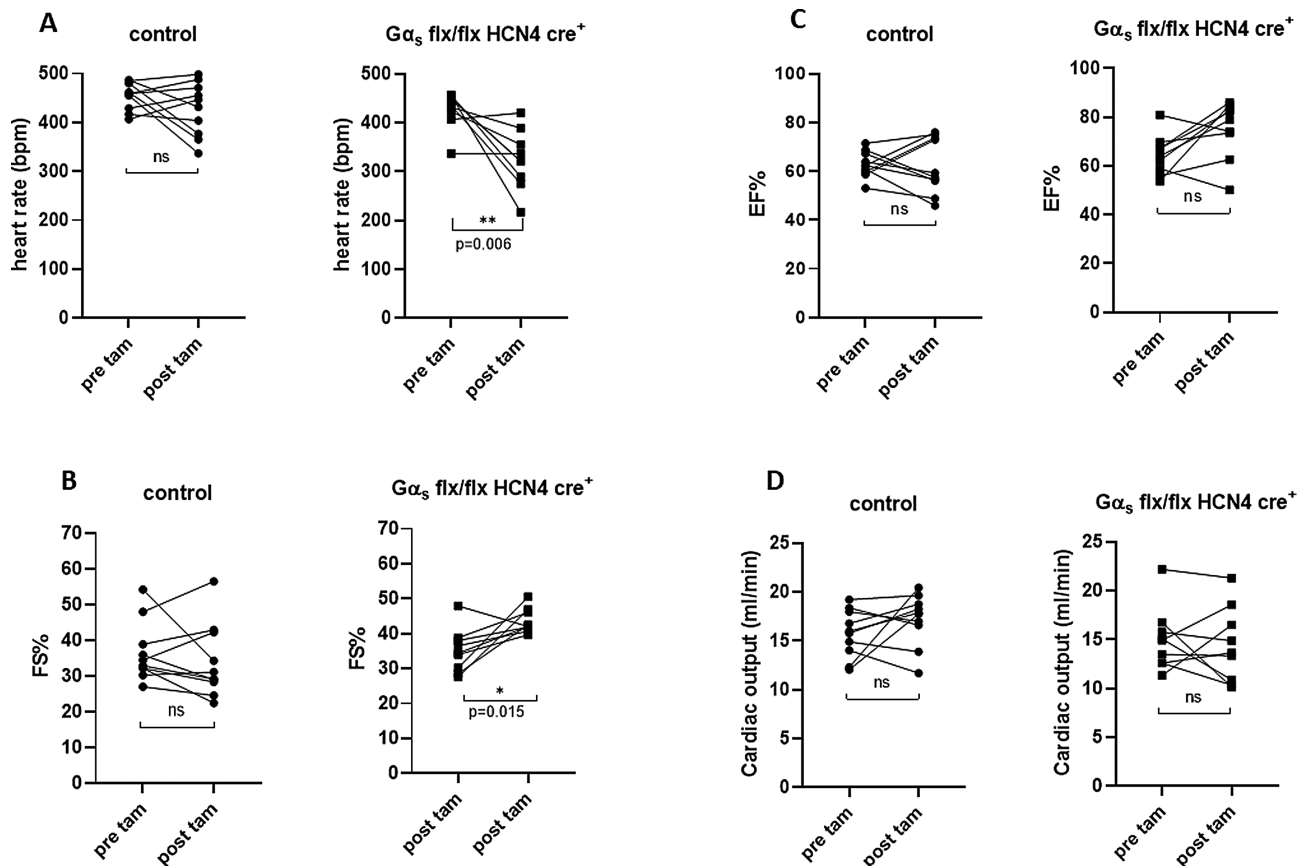 A
control
heart rate (bpm)
500
400
300
200
100
0
ns
pre tam
post tam
Gαs flx/flx HCN4 cre+
heart rate (bpm)
500
400
300
200
100
0
**
p=0.006
pre tam
post tam
C
control
EF%
100
80
60
40
20
0
ns
pre tam
post tam
Gαs flx/flx HCN4 cre+
EF%
100
80
60
40
20
0
ns
pre tam
post tam
B
control
FS%
70
60
50
40
30
20
10
0
ns
pre tam
post tam
Gαs flx/flx HCN4 cre+
FS%
70
60
50
40
30
20
10
0
*
p=0.015
post tam
post tam
D
control
Cardiac output (ml/min)
25
20
15
10
5
0
ns
pre tam
post tam
Gαs flx/flx HCN4 cre+
Cardiac output (ml/min)
25
20
15
10
5
0
ns
pre tam
post tam